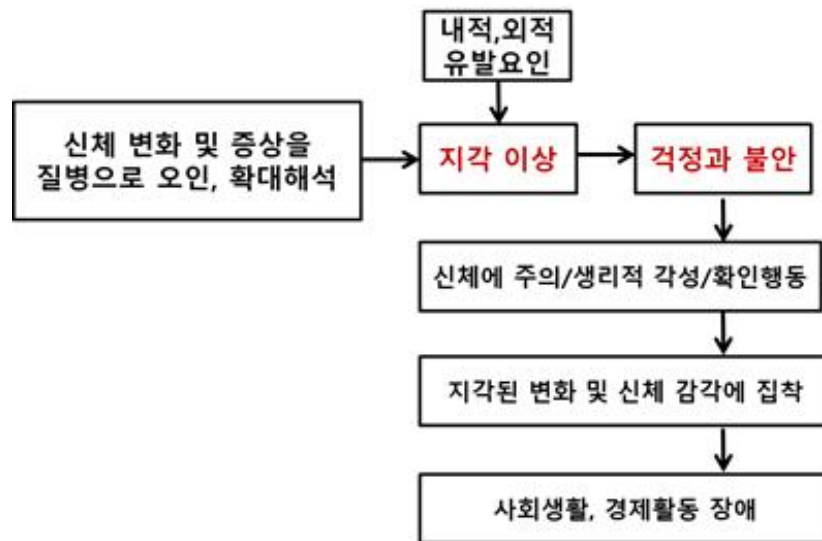 내적,외적
유발요인
신체 변화 및 증상을
질병으로 오인, 확대해석
지각 이상
걱정과 불안
신체에 주의/생리적 각성/확인행동
지각된 변화 및 신체 감각에 집착
사회생활, 경제활동 장애